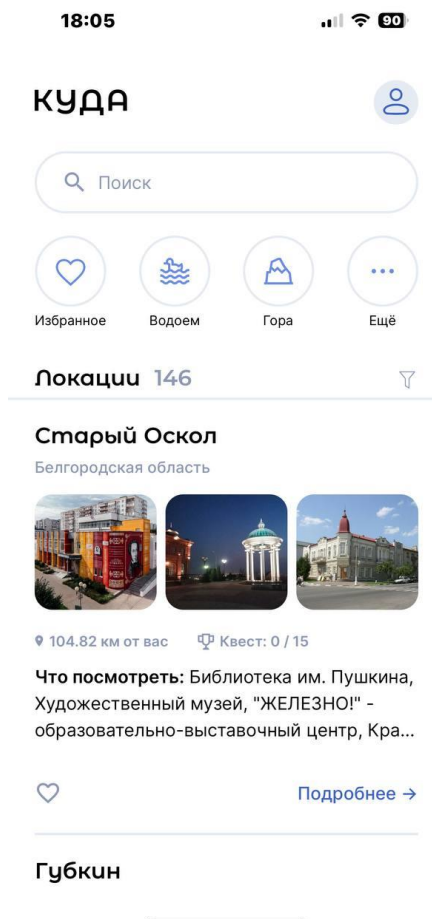 18:05
90
КУДА
Поиск
Избранное Водоем Гора Ещё
Локации 146
Старый Оскол
Белгородская область
104.82 км от вас Квест: 0 / 15
Что посмотреть: Библиотека им. Пушкина,
Художественный музей, "ЖЕЛЕЗНО!" -
образовательно-выставочный центр, Кра...
Подробнее →
Губкин